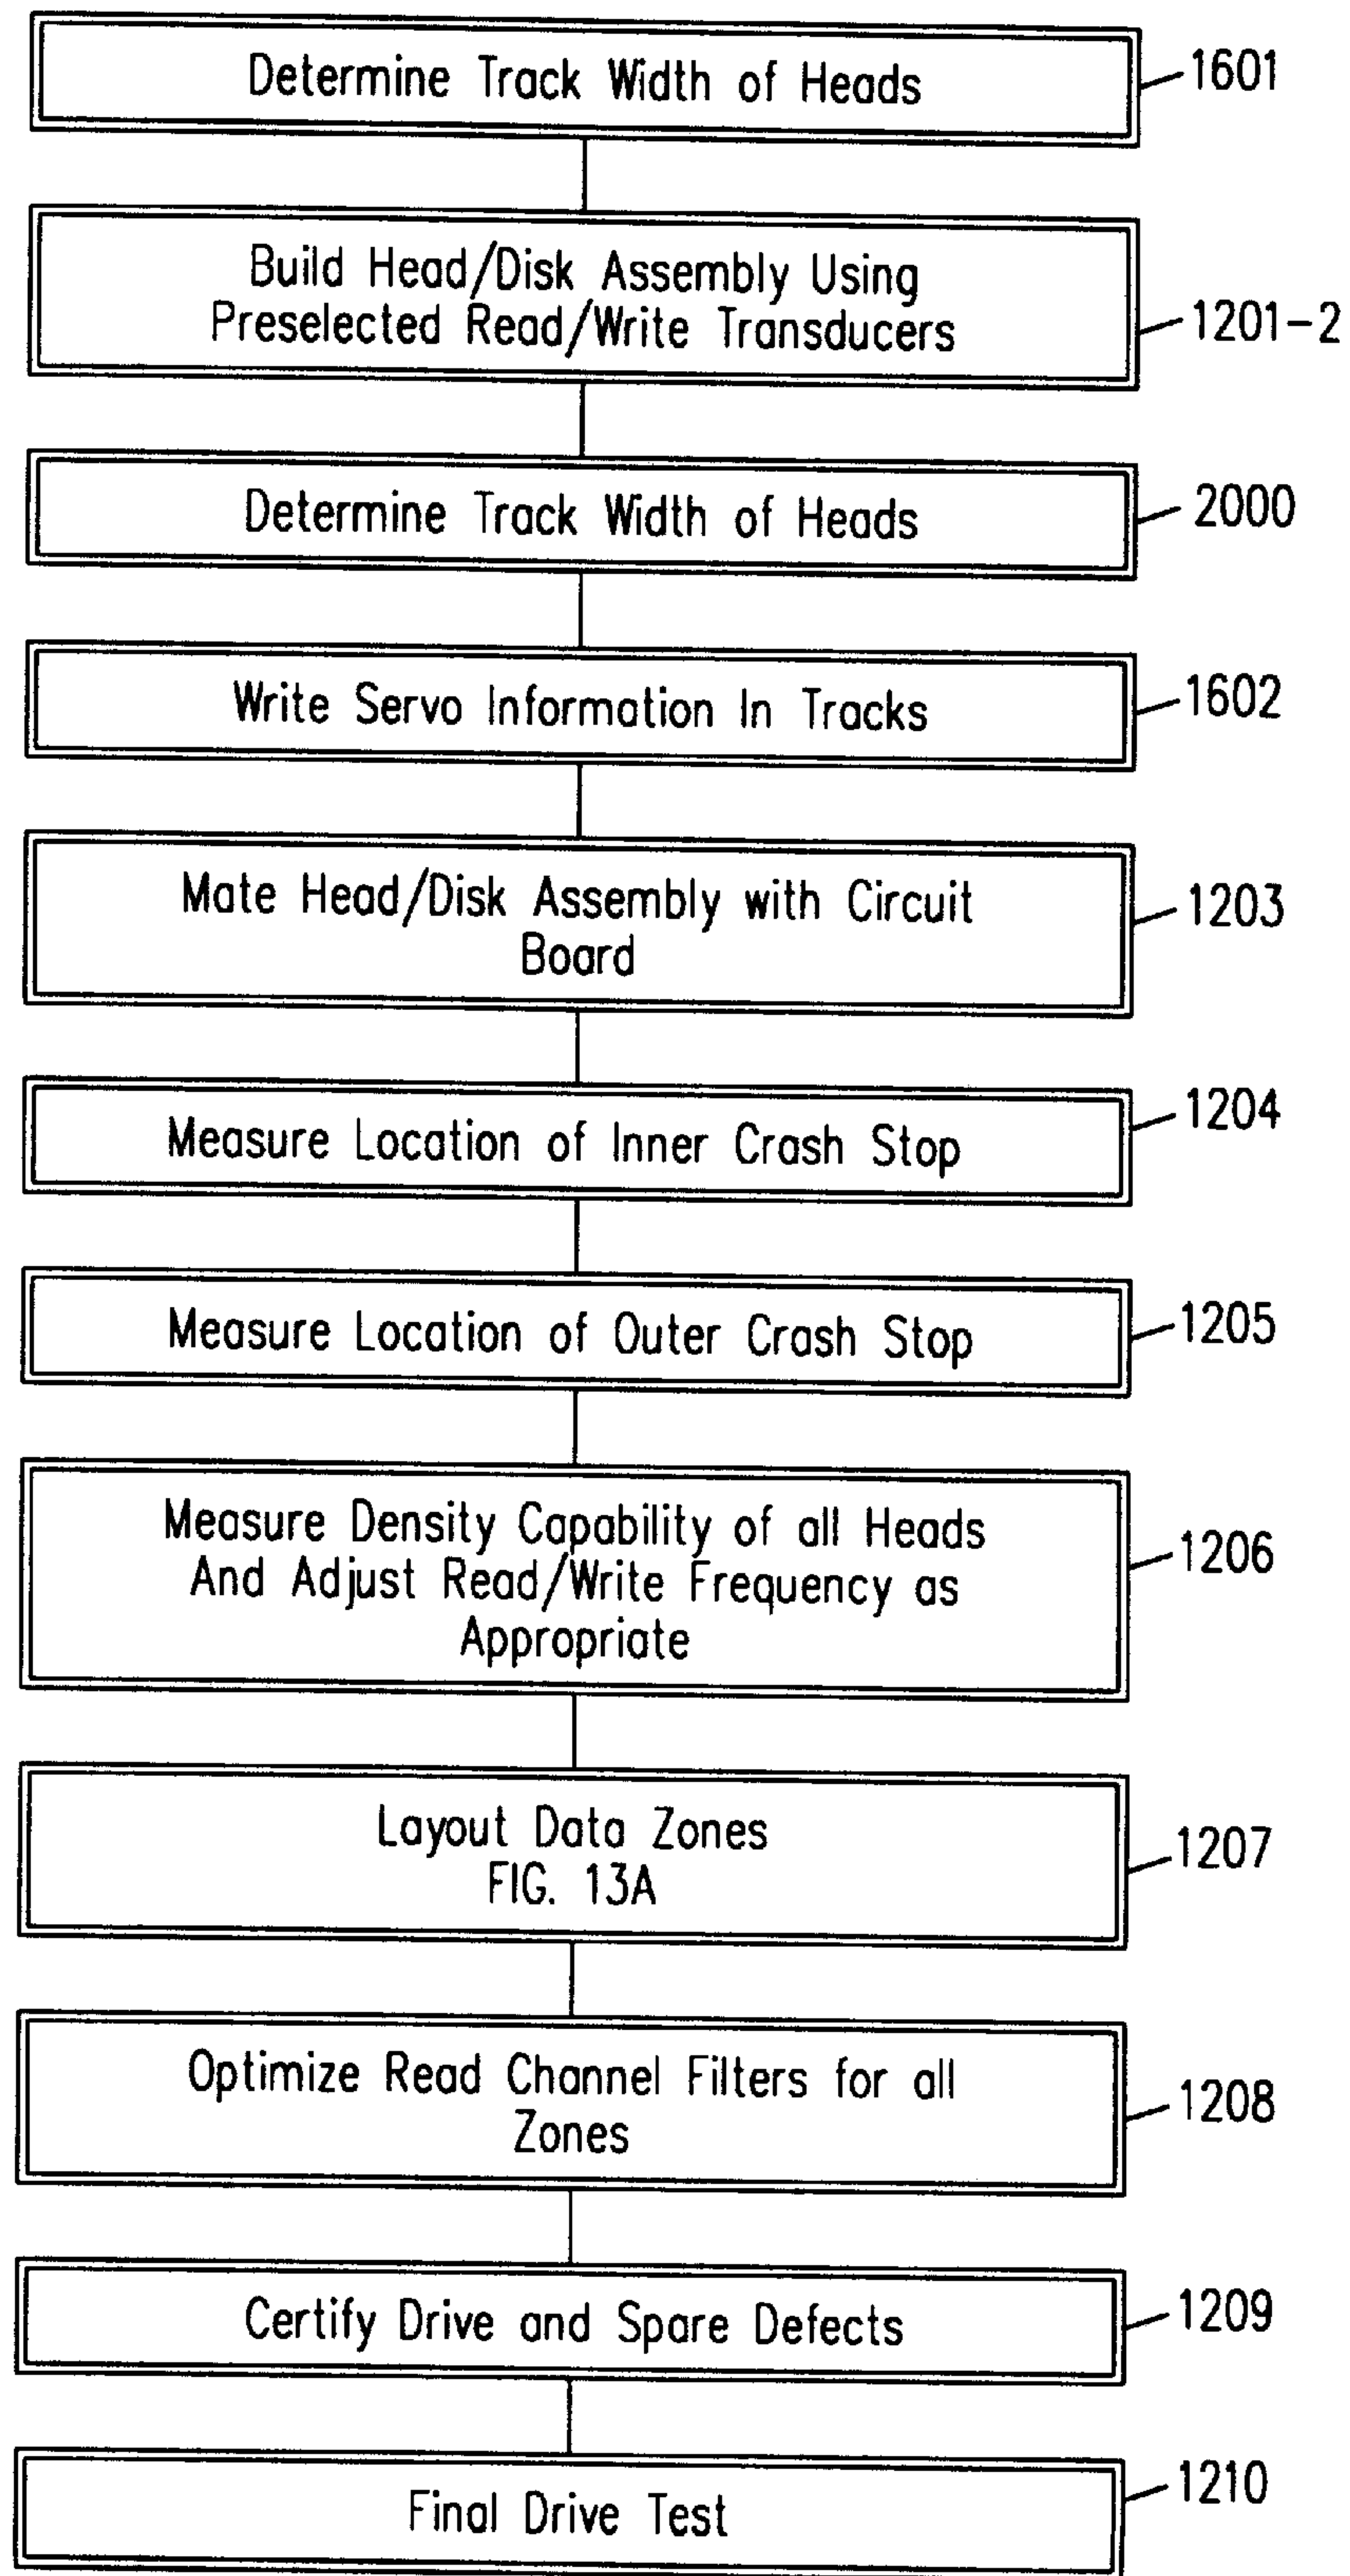 Determine Track Width of Heads
1601
Build Head/Disk Assembly Using
Preselected Read/Write Transducers
1201-2
Determine Track Width of Heads
2000
Write Servo Information In Tracks
1602
Mate Head/Disk Assembly with Circuit
Board
1203
Measure Location of Inner Crash Stop
1204
Measure Location of Outer Crash Stop
1205
Measure Density Capability of all Heads
And Adjust Read/Write Frequency as
Appropriate
1206
Layout Data Zones
FIG. 13A
1207
Optimize Read Channel Filters for all
Zones
1208
Certify Drive and Spare Defects
1209
Final Drive Test
1210